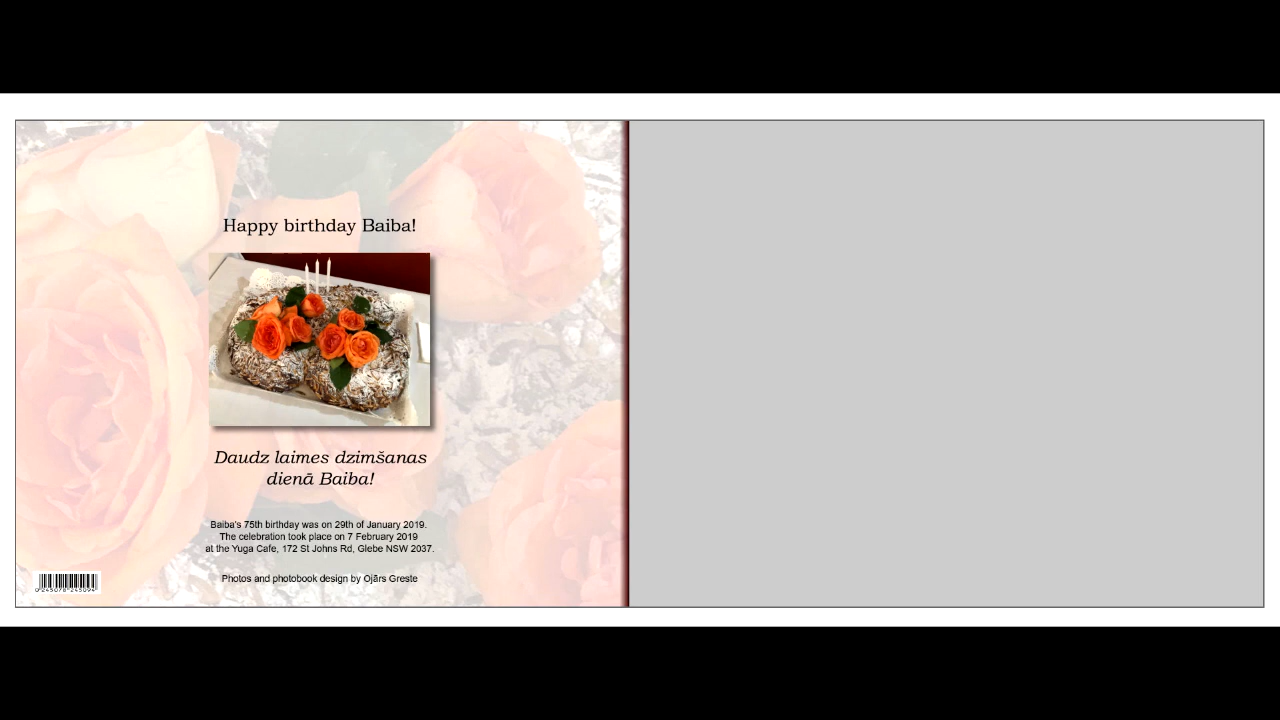 Happy birthday Baiba!
Daudz laimes dzimšanas
dienā Baiba!
Baiba's 75th birthday was on 29th of January 2019.
The celebration took place on 7 February 2019
at the Yuga Cafe, 172 St Johns Rd, Glebe NSW 2037.
Photos and photobook design by Ojārs Greste